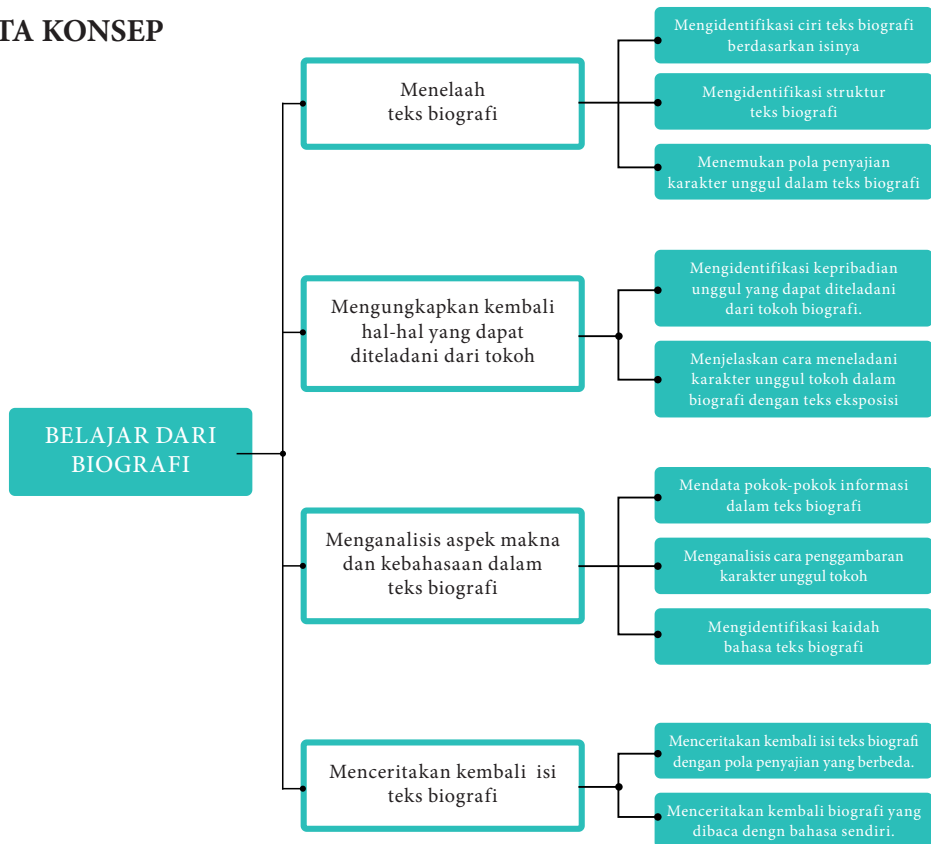 TA KONSEP
BELAJAR DARI
BIOGRAFI
Menelaah
teks biografi
Mengidentifikasi ciri teks biografi
berdasarkan isinya
Mengidentifikasi struktur
teks biografi
Menemukan pola penyajian
karakter unggul dalam teks biografi
Mengungkapkan kembali
hal-hal yang dapat
diteladani dari tokoh
Mengidentifikasi kepribadian
unggul yang dapat diteladani
dari tokoh biografi.
Menjelaskan cara meneladani
karakter unggul tokoh dalam
biografi dengan teks eksposisi
Menganalisis aspek makna
dan kebahasaan dalam
teks biografi
Mendata pokok-pokok informasi
dalam teks biografi
Menganalisis cara penggambaran
karakter unggul tokoh
Mengidentifikasi kaidah
bahasa teks biografi
Menceritakan kembali isi
teks biografi
Menceritakan kembali isi teks biografi
dengan pola penyajian yang berbeda.
Menceritakan kembali biografi yang
dibaca dengn bahasa sendiri.